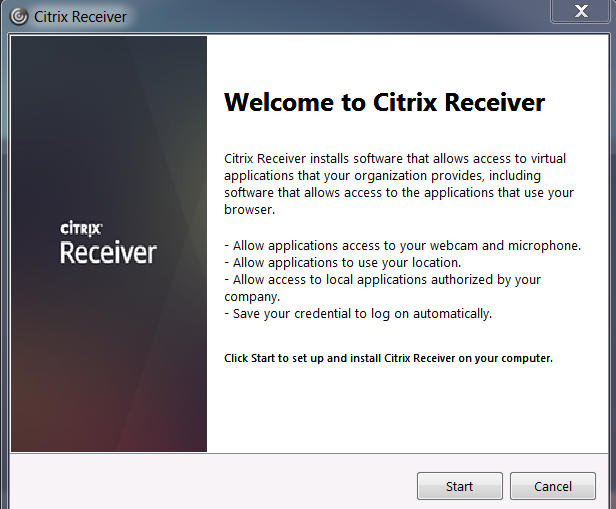 Citrix Receiver
Welcome to Citrix Receiver
Citrix Receiver installs software that allows access to virtual
applications that your organization provides, including
software that allows access to the applications that use your
browser.
- Allow applications access to your webcam and microphone.
- Allow applications to use your location.
- Allow access to local applications authorized by your
company.
- Save your credential to log on automatically.
CITRIX
Receiver
Click Start to set up and install Citrix Receiver on your computer.
Start
Cancel